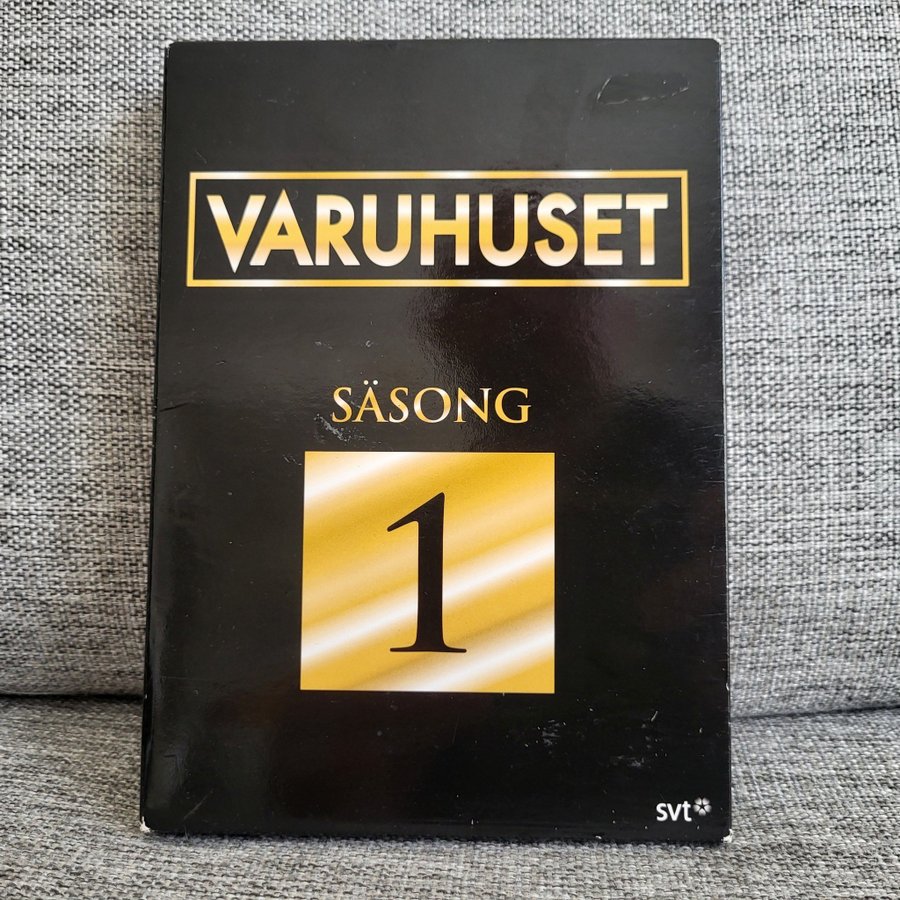 VARUHUSET
SÄSONG
1
svt